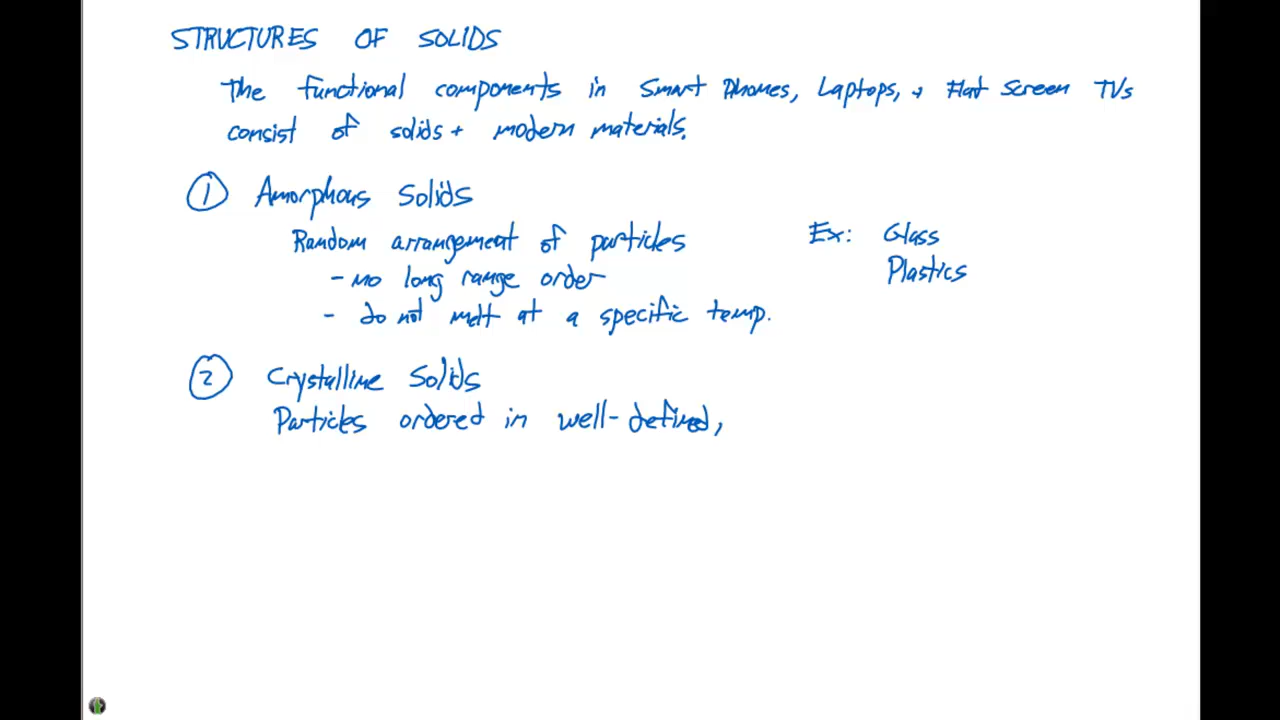 STRUCTURES OF SOLIDS
The functional components in Smart Phones, Laptops, + Flat Screen TVs
consist of solids + modern materials.
① Amorphous Solids
Random arrangement of particles
- no long range order
- do not melt at a specific temp.
Ex: Glass
Plastics
② Crystalline Solids
Particles ordered in well-defined,